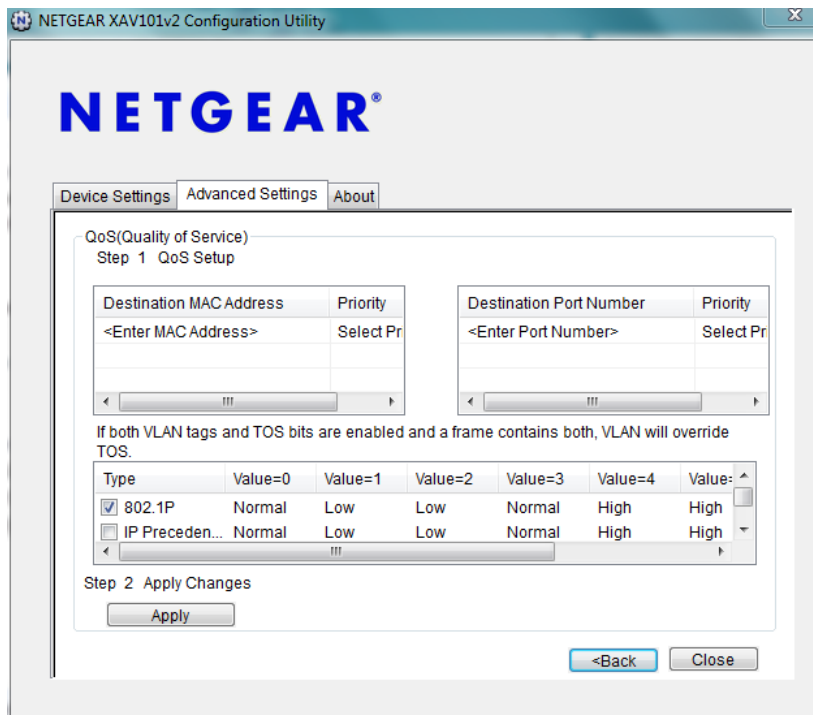 NETGEAR XAV101v2 Configuration Utility
NETGEAR®
Device Settings Advanced Settings About
QoS(Quality of Service)
Step 1 QoS Setup
Destination MAC Address Priority
<Enter MAC Address> Select Pri
Destination Port Number Priority
<Enter Port Number> Select Pri
If both VLAN tags and TOS bits are enabled and a frame contains both, VLAN will override
TOS.
Type Value=0 Value=1 Value=2 Value=3 Value=4 Value=
802.1P Normal Low Low Normal High High
IP Preceden... Normal Low Low Normal High High
Step 2 Apply Changes
Apply
<Back Close